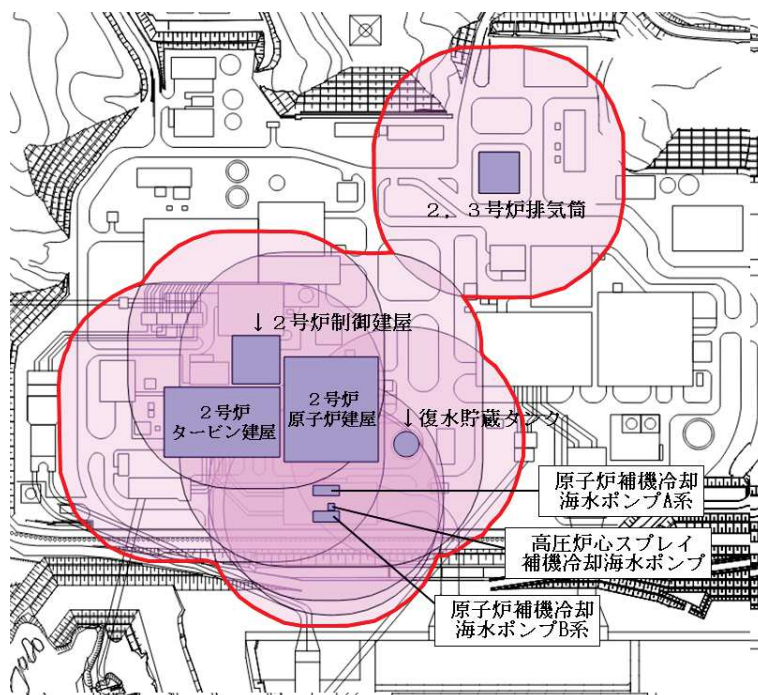 ２，３号炉排気筒
↓２号炉制御建屋
２号炉
タービン建屋
２号炉
原子炉建屋
↓復水貯蔵タンク
原子炉補機冷却
海水ポンプA系
高圧炉心スプレイ
補機冷却海水ポンプ
原子炉補機冷却
海水ポンプB系